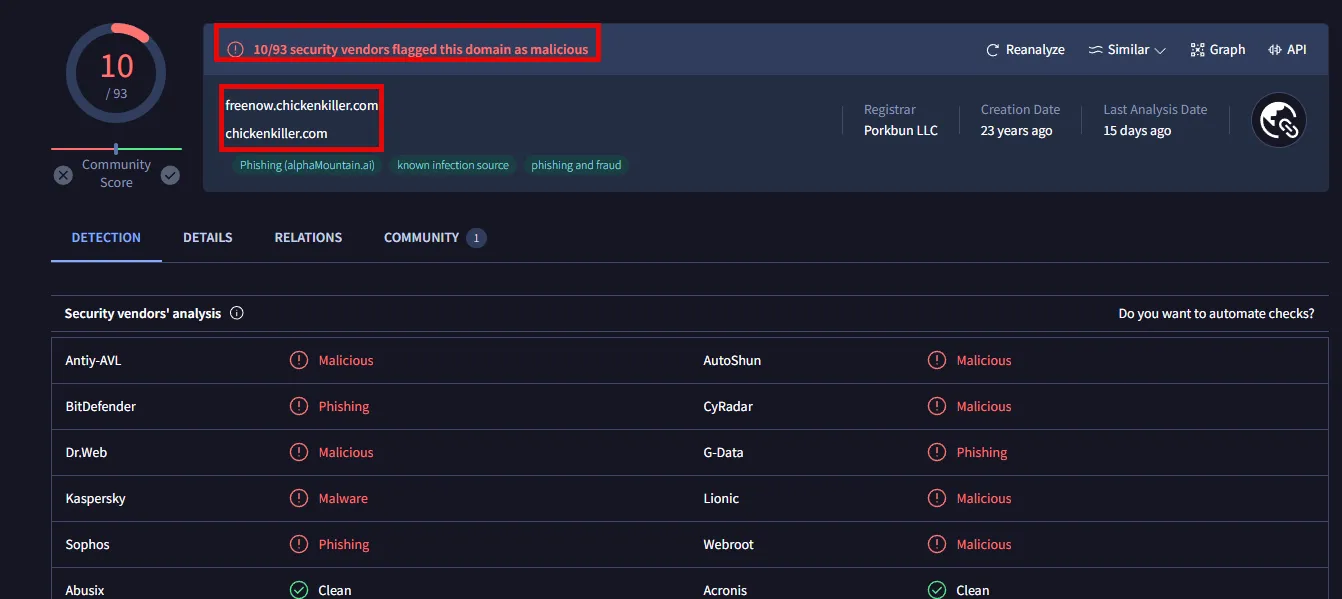 10
/ 93
Community
Score
10/93 security vendors flagged this domain as malicious
Reanalyze
Similar
Graph
API
freenow.chickenkiller.com
chickenkiller.com
Registrar
Porkbun LLC
Creation Date
23 years ago
Last Analysis Date
15 days ago
Phishing (alphaMountain.ai) known infection source phishing and fraud
DETECTION DETAILS RELATIONS COMMUNITY 1
Security vendors' analysis Do you want to automate checks?
Antiy-AVL Malicious AutoShun Malicious
BitDefender Phishing CyRadar Malicious
Dr.Web Malicious G-Data Phishing
Kaspersky Malware Lionic Malicious
Sophos Phishing Webroot Malicious
Abusix Clean Acronis Clean